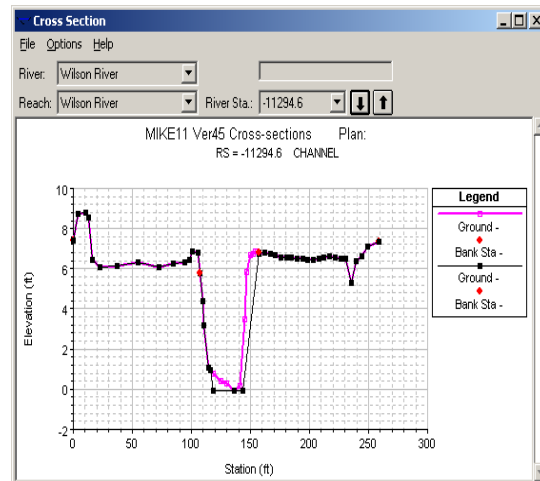 Cross Section
File Options Help
River: Wilson River
Reach: Wilson River River Sta.: -11294.6
MIKE11 Ver45 Cross-sections Plan:
RS = -11294.6 CHANNEL
Legend
Ground -
Bank Sta -
Ground -
Bank Sta -
Elevation (ft)
10
8
6
4
2
0
-2
0 50 100 150 200 250 300
Station (ft)